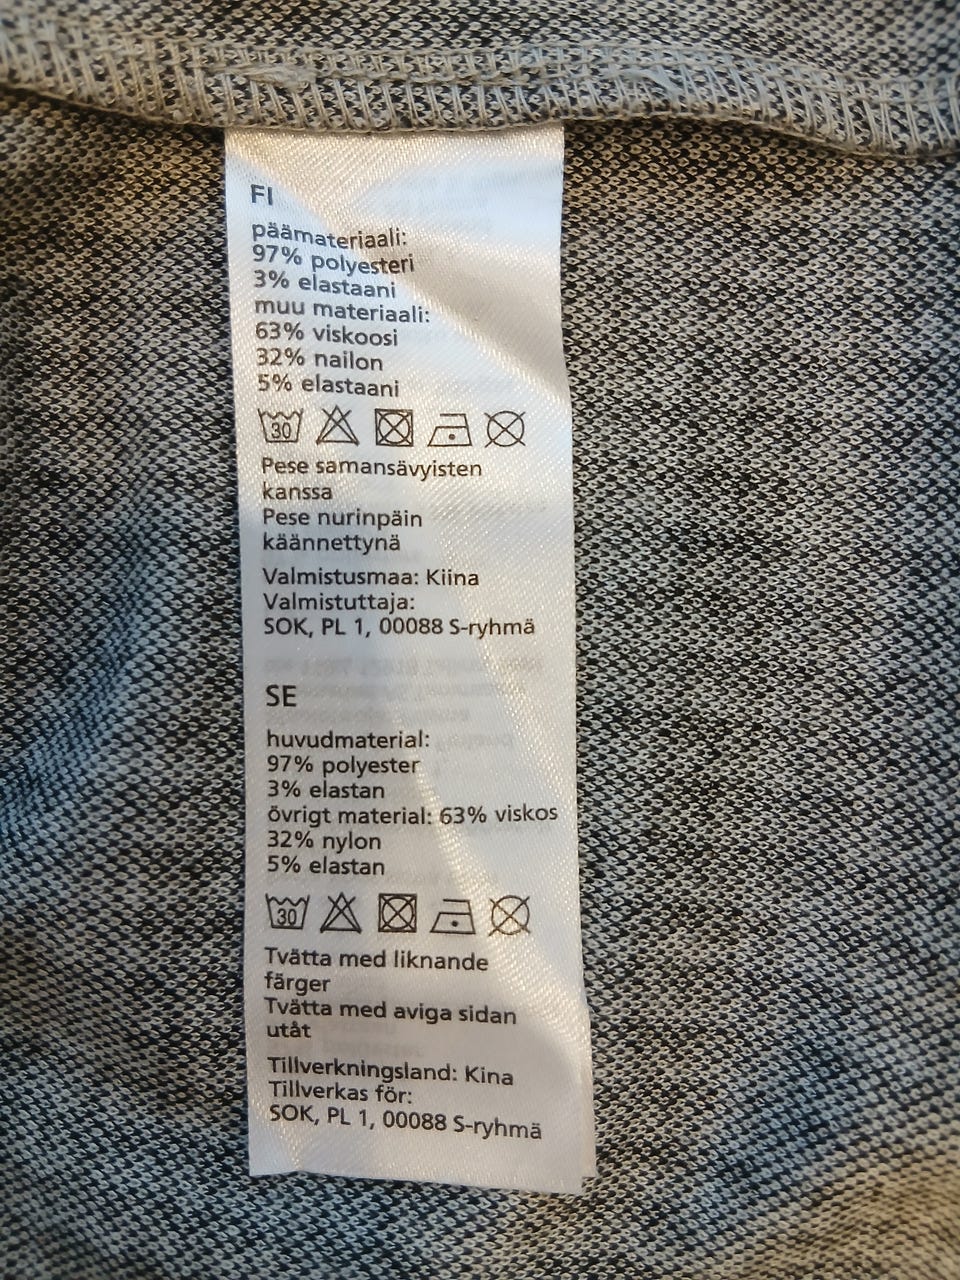 FI
päämateriaali:
97% polyesteri
3% elastaani
muu materiaali:
63% viskoosi
32% nailon
5% elastaani
30
Pese samansävyisten
kanssa
Pese nurinpäin
käännettynä
Valmistusmaa: Kiina
Valmistuttaja:
SOK, PL 1, 00088 S-ryhmä
SE
huvudmaterial:
97% polyester
3% elastan
övrigt material: 63% viskos
32% nylon
5% elastan
30
Tvätta med liknande
färger
Tvätta med aviga sidan
utåt
Tillverkningsland: Kina
Tillverkas för:
SOK, PL 1, 00088 S-ryhmä